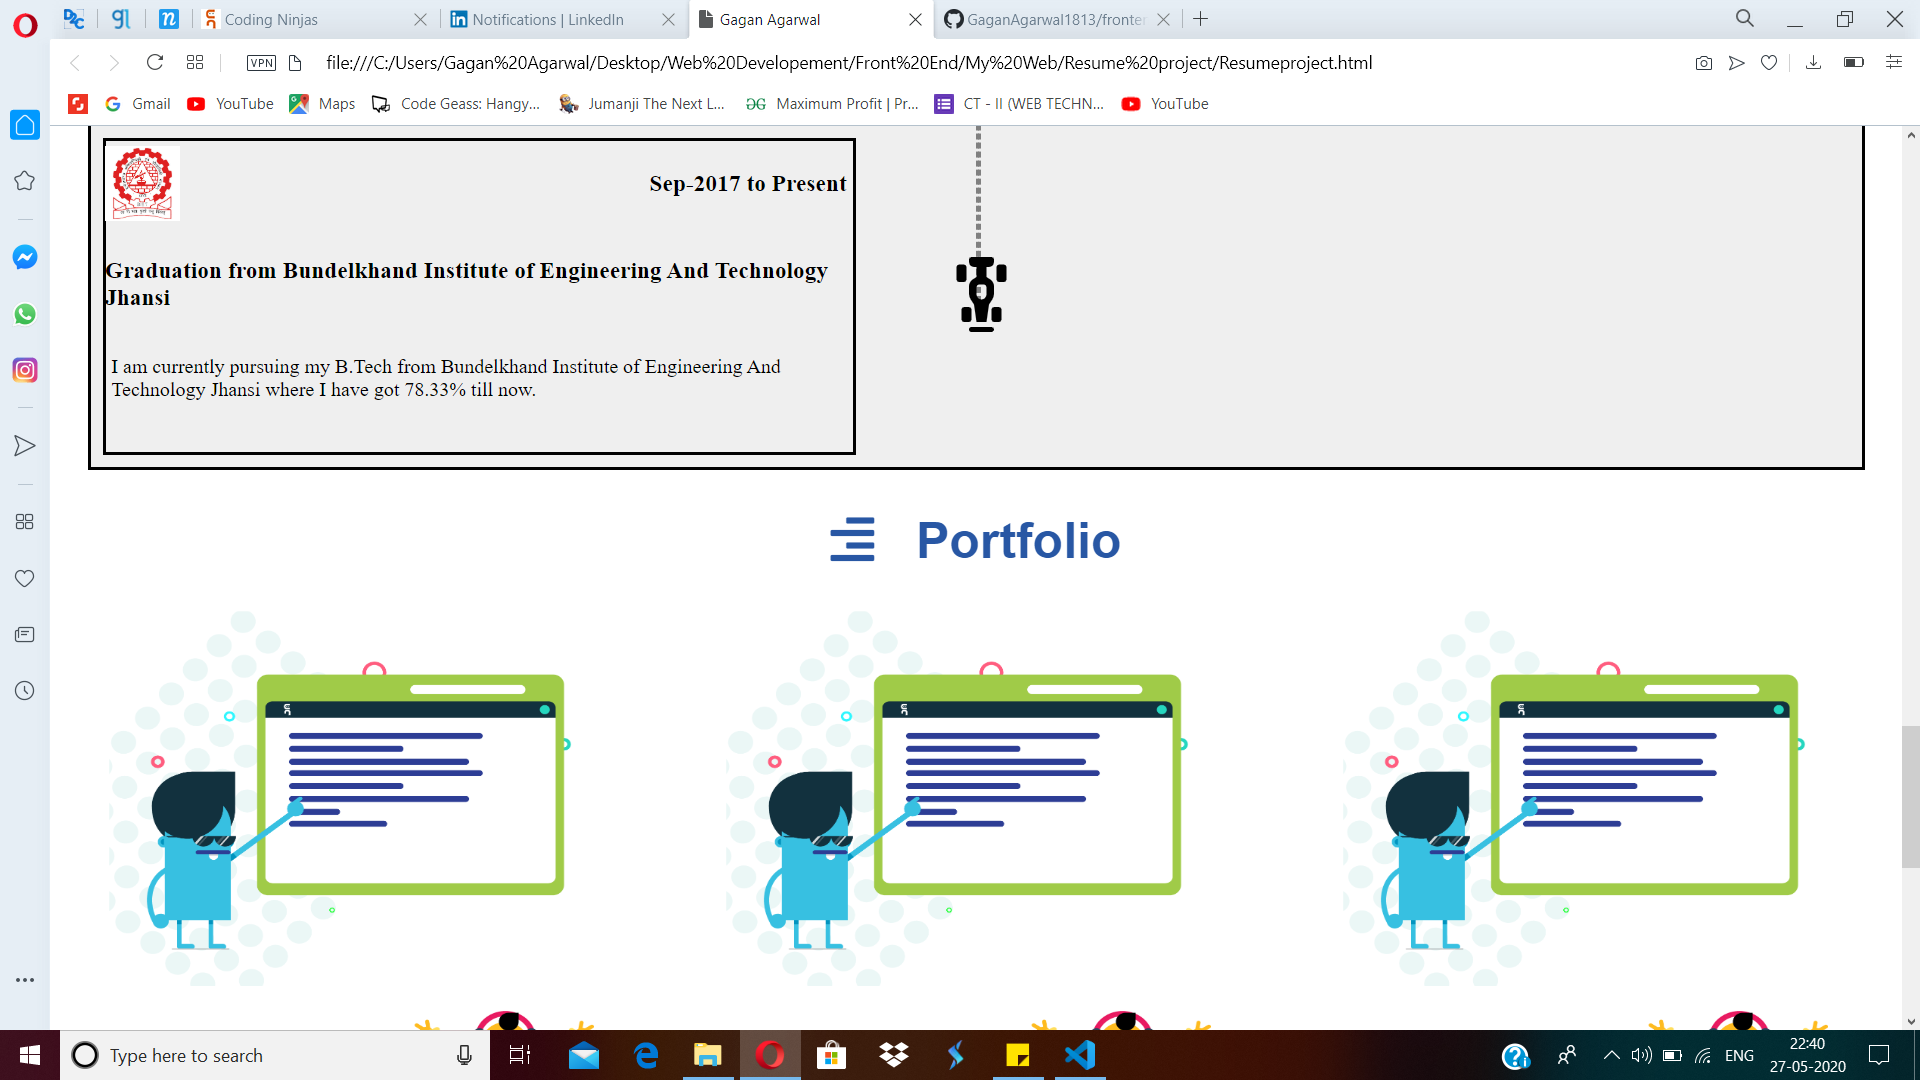 Coding Ninjas
Notifications | LinkedIn
Gagan Agarwal
GaganAgarwal1813/fronter
VPN
file:///C:/Users/Gagan%20Agarwal/Desktop/Web%20Developement/Front%20End/My%20Web/Resume%20project/Resumeproject.html
Gmail
YouTube
Maps
Code Geass: Hangy...
Jumanji The Next L...
Maximum Profit | Pr...
CT - II (WEB TECHN...
YouTube
Sep-2017 to Present
Graduation from Bundelkhand Institute of Engineering And Technology
Jhansi
I am currently pursuing my B.Tech from Bundelkhand Institute of Engineering And
Technology Jhansi where I have got 78.33% till now.
Portfolio
Type here to search
ENG
22:40
27-05-2020